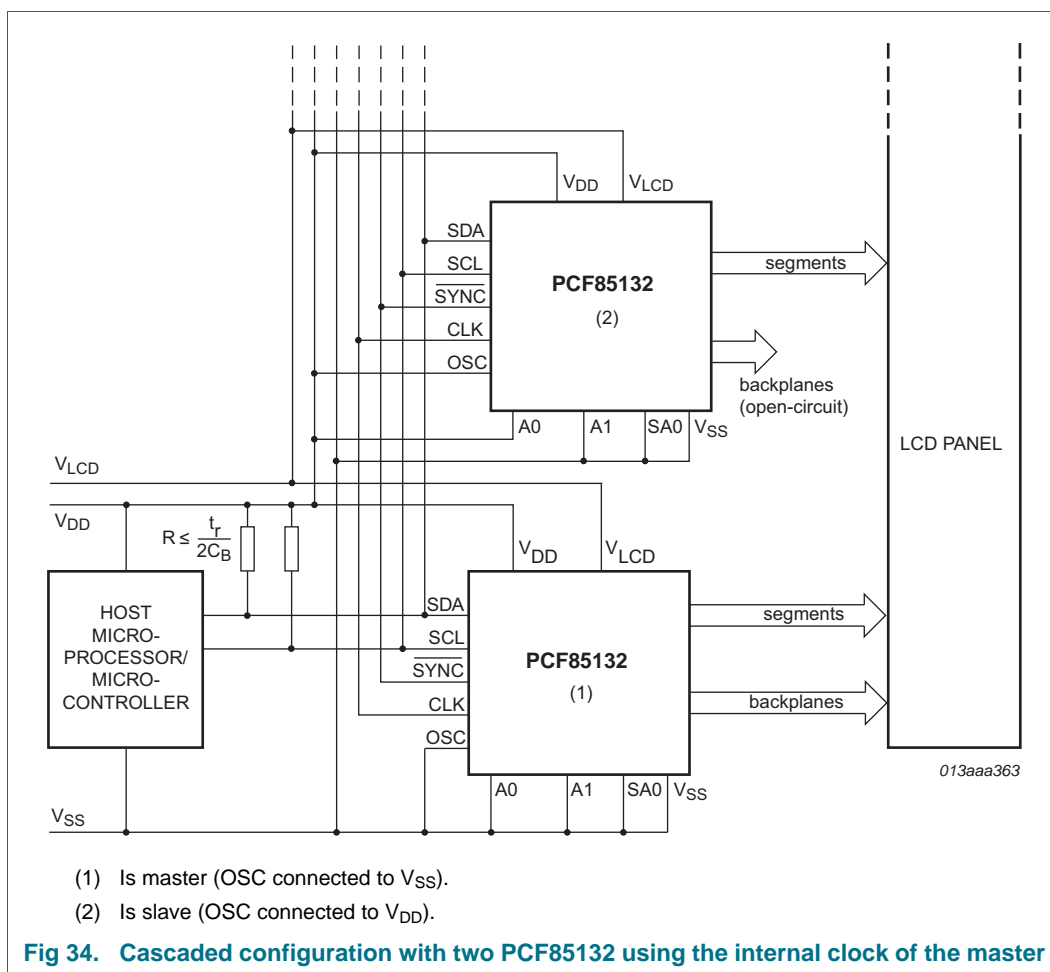 VDD VLCD
SDA
SCL
SYNC
CLK
OSC
PCF85132
(2)
segments
backplanes
(open-circuit)
A0 A1 SA0 VSS
LCD PANEL
VLCD
VDD
R ≤ tr
2CB
VDD VLCD
HOST
MICRO-
PROCESSOR/
MICRO-
CONTROLLER
SDA
SCL
SYNC
CLK
OSC
PCF85132
(1)
segments
backplanes
A0 A1 SA0 VSS
VSS
013aaa363
(1) Is master (OSC connected to VSS).
(2) Is slave (OSC connected to VDD).
Fig 34. Cascaded configuration with two PCF85132 using the internal clock of the master